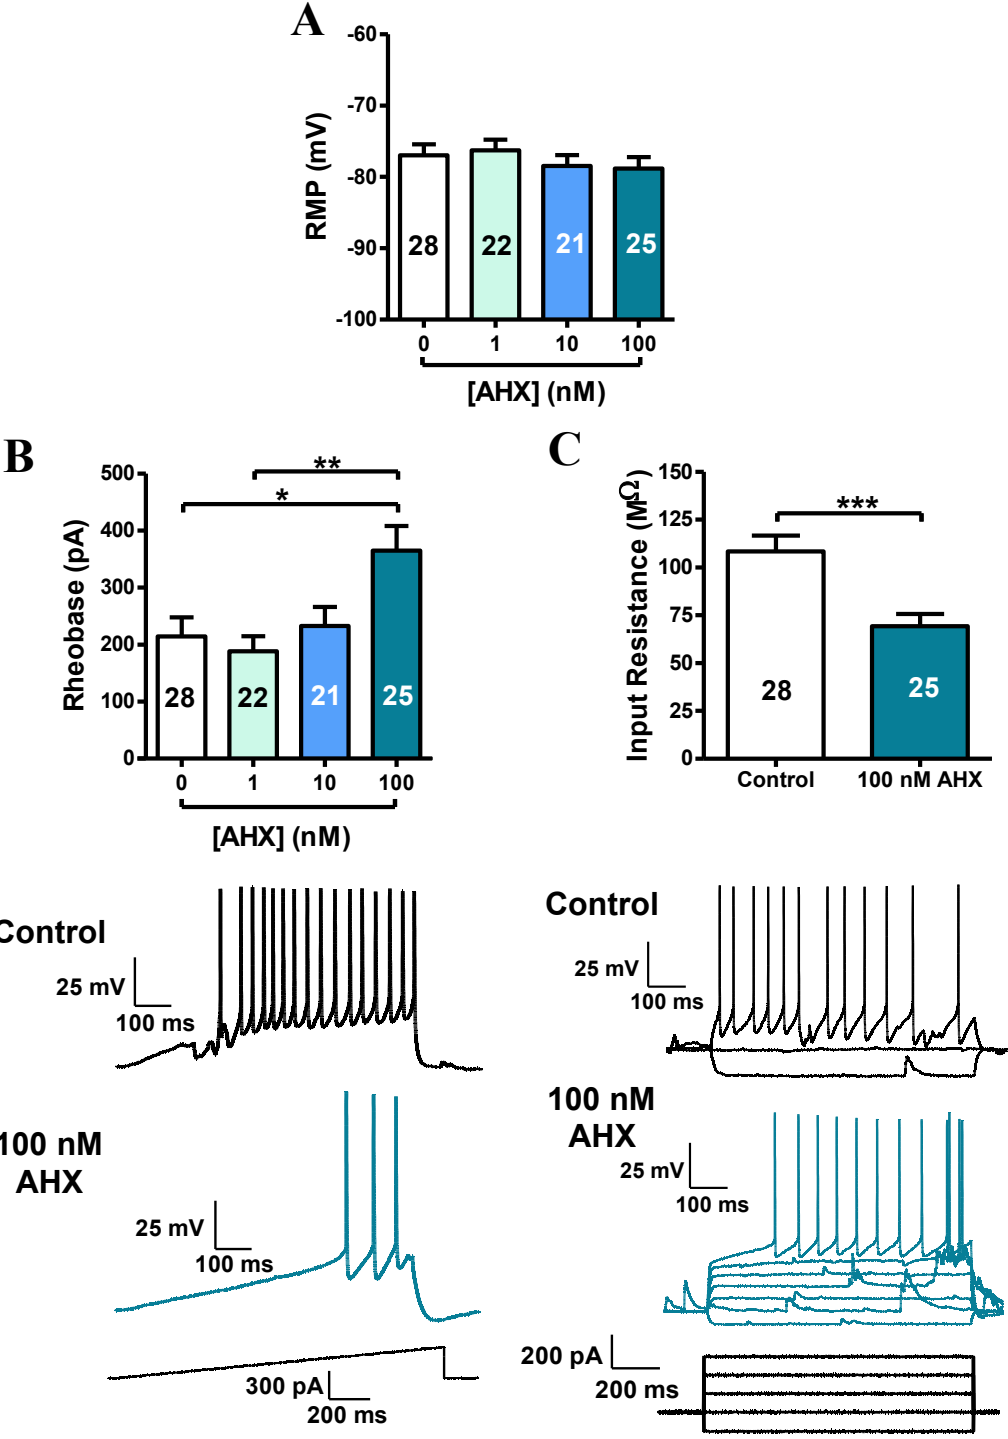 A
-60
-70
-80
-90
-100
RMP (mV)
28
22
21
25
0 1 10 100
[AHX] (nM)
B
500
400
300
200
100
0
Rheobase (pA)
**
*
28
22
21
25
0 1 10 100
[AHX] (nM)
C
150
125
100
75
50
25
0
Input Resistance (MΩ)
***
28
25
Control 100 nM AHX
Control
25 mV
100 ms
100 nM
AHX
25 mV
100 ms
300 pA
200 ms
Control
25 mV
100 ms
100 nM
AHX
25 mV
100 ms
200 pA
200 ms